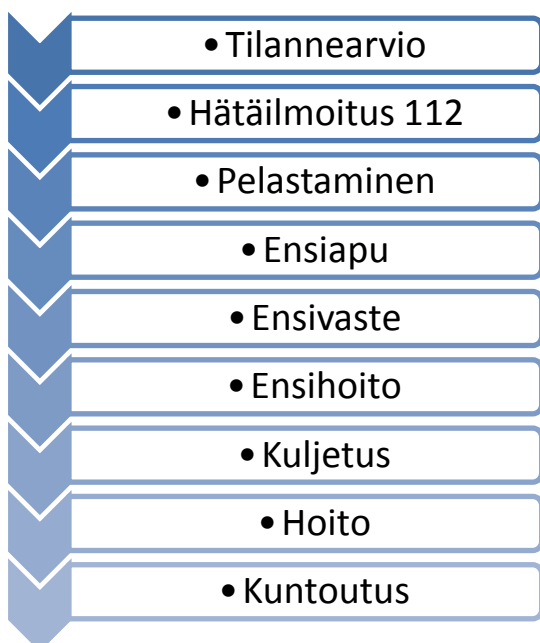 • Tilannearvio
• Hätäilmoitus 112
• Pelastaminen
• Ensiapu
• Ensivaste
• Ensihoito
• Kuljetus
• Hoito
• Kuntoutus